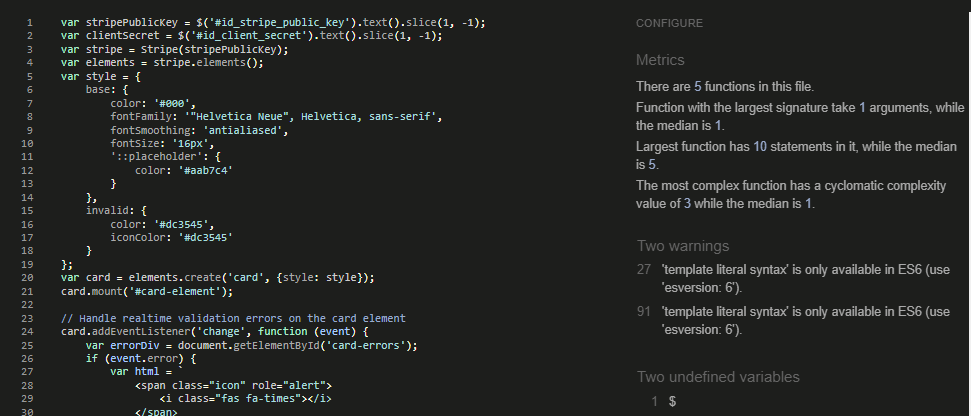 1 var stripePublicKey = $('#id_stripe_public_key').text().slice(1, -1);
2 var clientSecret = $('#id_client_secret').text().slice(1, -1);
3 var stripe = Stripe(stripePublicKey);
4 var elements = stripe.elements();
5 var style = {
6 base: {
7 color: '#000',
8 fontFamily: '"Helvetica Neue", Helvetica, sans-serif',
9 fontSmoothing: 'antialiased',
10 fontSize: '16px',
11 '::placeholder': {
12 color: '#aab7c4'
13 }
14 },
15 invalid: {
16 color: '#dc3545',
17 iconColor: '#dc3545'
18 }
19 };
20 var card = elements.create('card', {style: style});
21 card.mount('#card-element');
22
23 // Handle realtime validation errors on the card element
24 card.addEventListener('change', function (event) {
25 var errorDiv = document.getElementById('card-errors');
26 if (event.error) {
27 var html = `
28 <span class="icon" role="alert">
29 <i class="fas fa-times"></i>
30 </span>
CONFIGURE
Metrics
There are 5 functions in this file.
Function with the largest signature take 1 arguments, while
the median is 1.
Largest function has 10 statements in it, while the median
is 5.
The most complex function has a cyclomatic complexity
value of 3 while the median is 1.
Two warnings
27 'template literal syntax' is only available in ES6 (use
'esversion: 6').
91 'template literal syntax' is only available in ES6 (use
'esversion: 6').
Two undefined variables
1 $